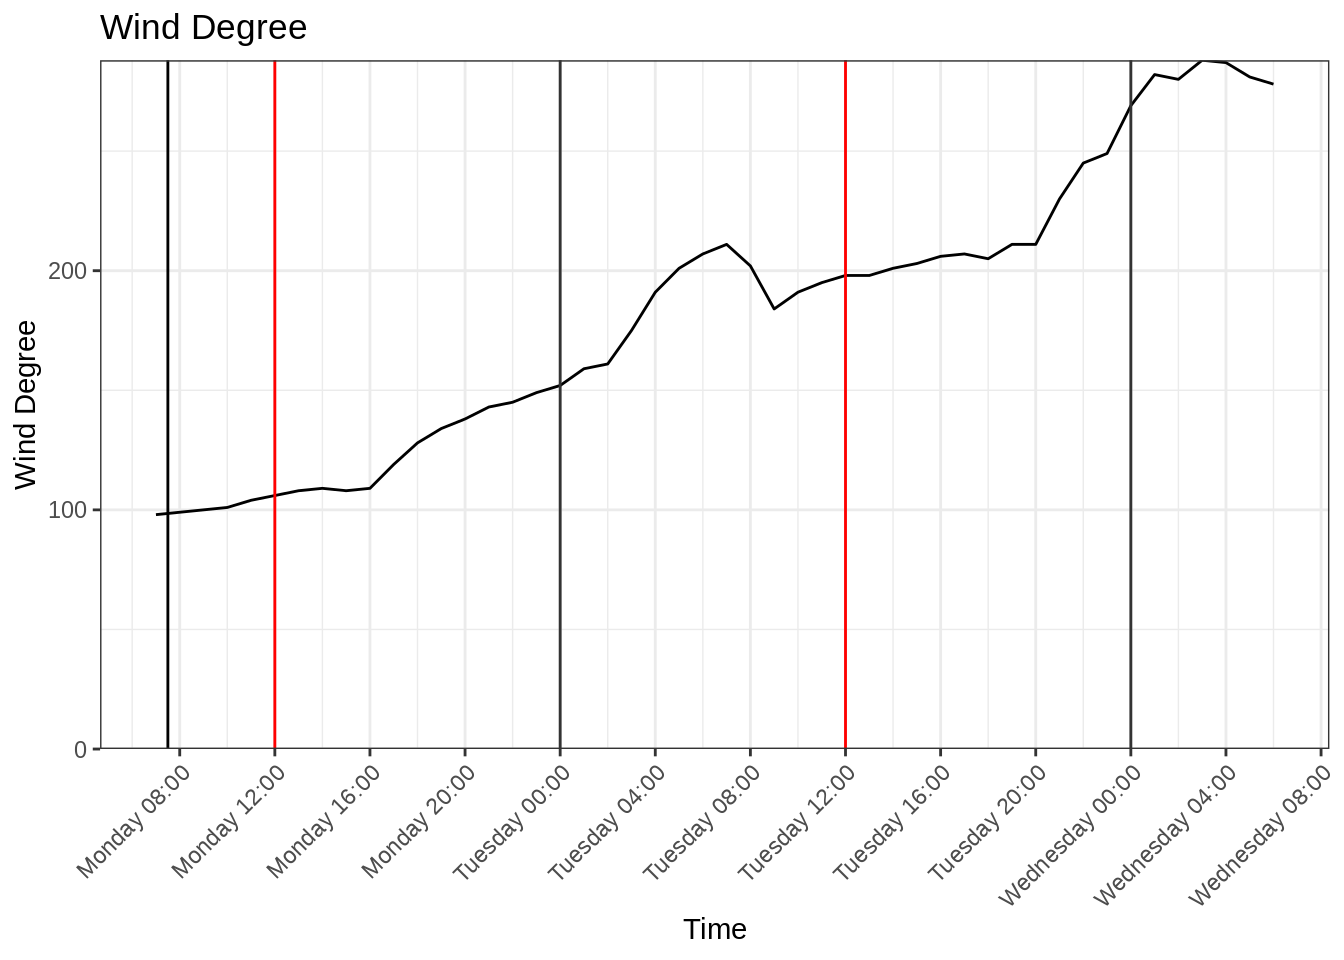 Wind Degree
Wind Degree
200
100
0
Monday 08:00
Monday 12:00
Monday 16:00
Monday 20:00
Tuesday 00:00
Tuesday 04:00
Tuesday 08:00
Tuesday 12:00
Tuesday 16:00
Tuesday 20:00
Wednesday 00:00
Wednesday 04:00
Wednesday 08:00
Time